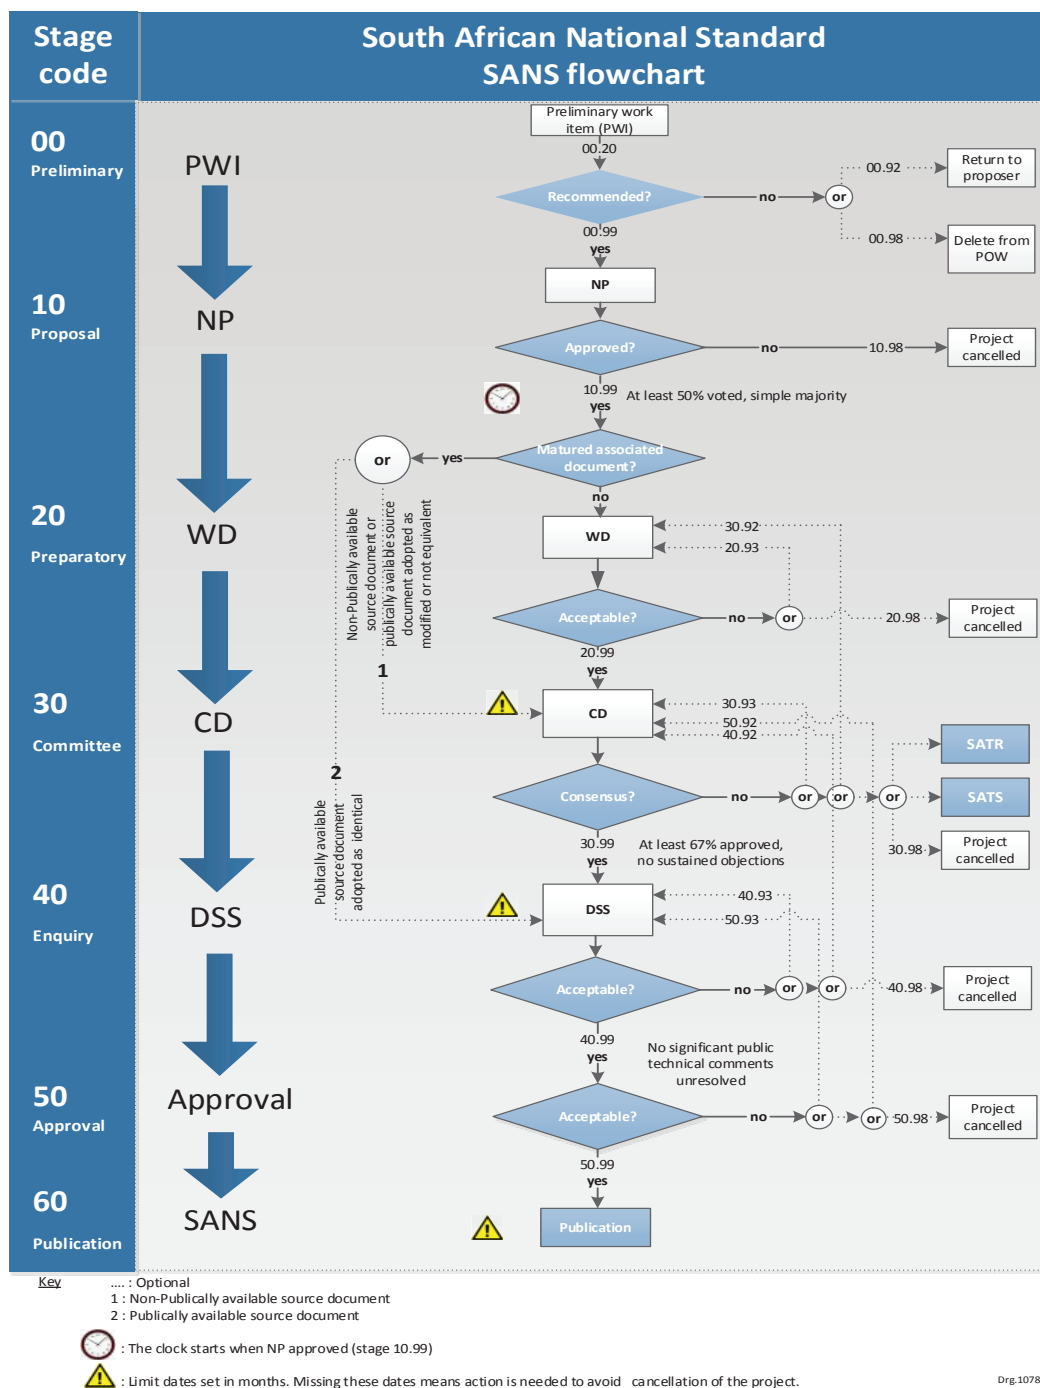 Stage
code
South African National Standard
SANS flowchart
00
Preliminary
PWI
Preliminary work
item (PWI)
00.20
Recommended?
no
or
00.92
Return to
proposer
00.98
Delete from
POW
00.99
yes
NP
10
Proposal
NP
Approved?
no
10.98
Project
cancelled
10.99
yes
At least 50% voted, simple majority
Matured associated
document?
yes
or
no
Non-Publically available
source document or
publically available source
document adopted as
modified or not equivalent
1
Publically available
source document
adopted as identical
2
20
Preparatory
WD
WD
30.92
20.93
Acceptable?
no
or
20.98
Project
cancelled
20.99
yes
30
Committee
CD
CD
30.93
50.92
40.92
SATR
Consensus?
no
or
or
or
SATS
30.98
Project
cancelled
30.99
yes
At least 67% approved,
no sustained objections
40
Enquiry
DSS
DSS
40.93
50.93
Acceptable?
no
or
or
40.98
Project
cancelled
40.99
yes
No significant public
technical comments
unresolved
50
Approval
Approval
Acceptable?
no
or
or
50.98
Project
cancelled
50.99
yes
60
Publication
SANS
Publication
Key
.... : Optional
1 : Non-Publically available source document
2 : Publically available source document
: The clock starts when NP approved (stage 10.99)
: Limit dates set in months. Missing these dates means action is needed to avoid cancellation of the project.
Drg.1078